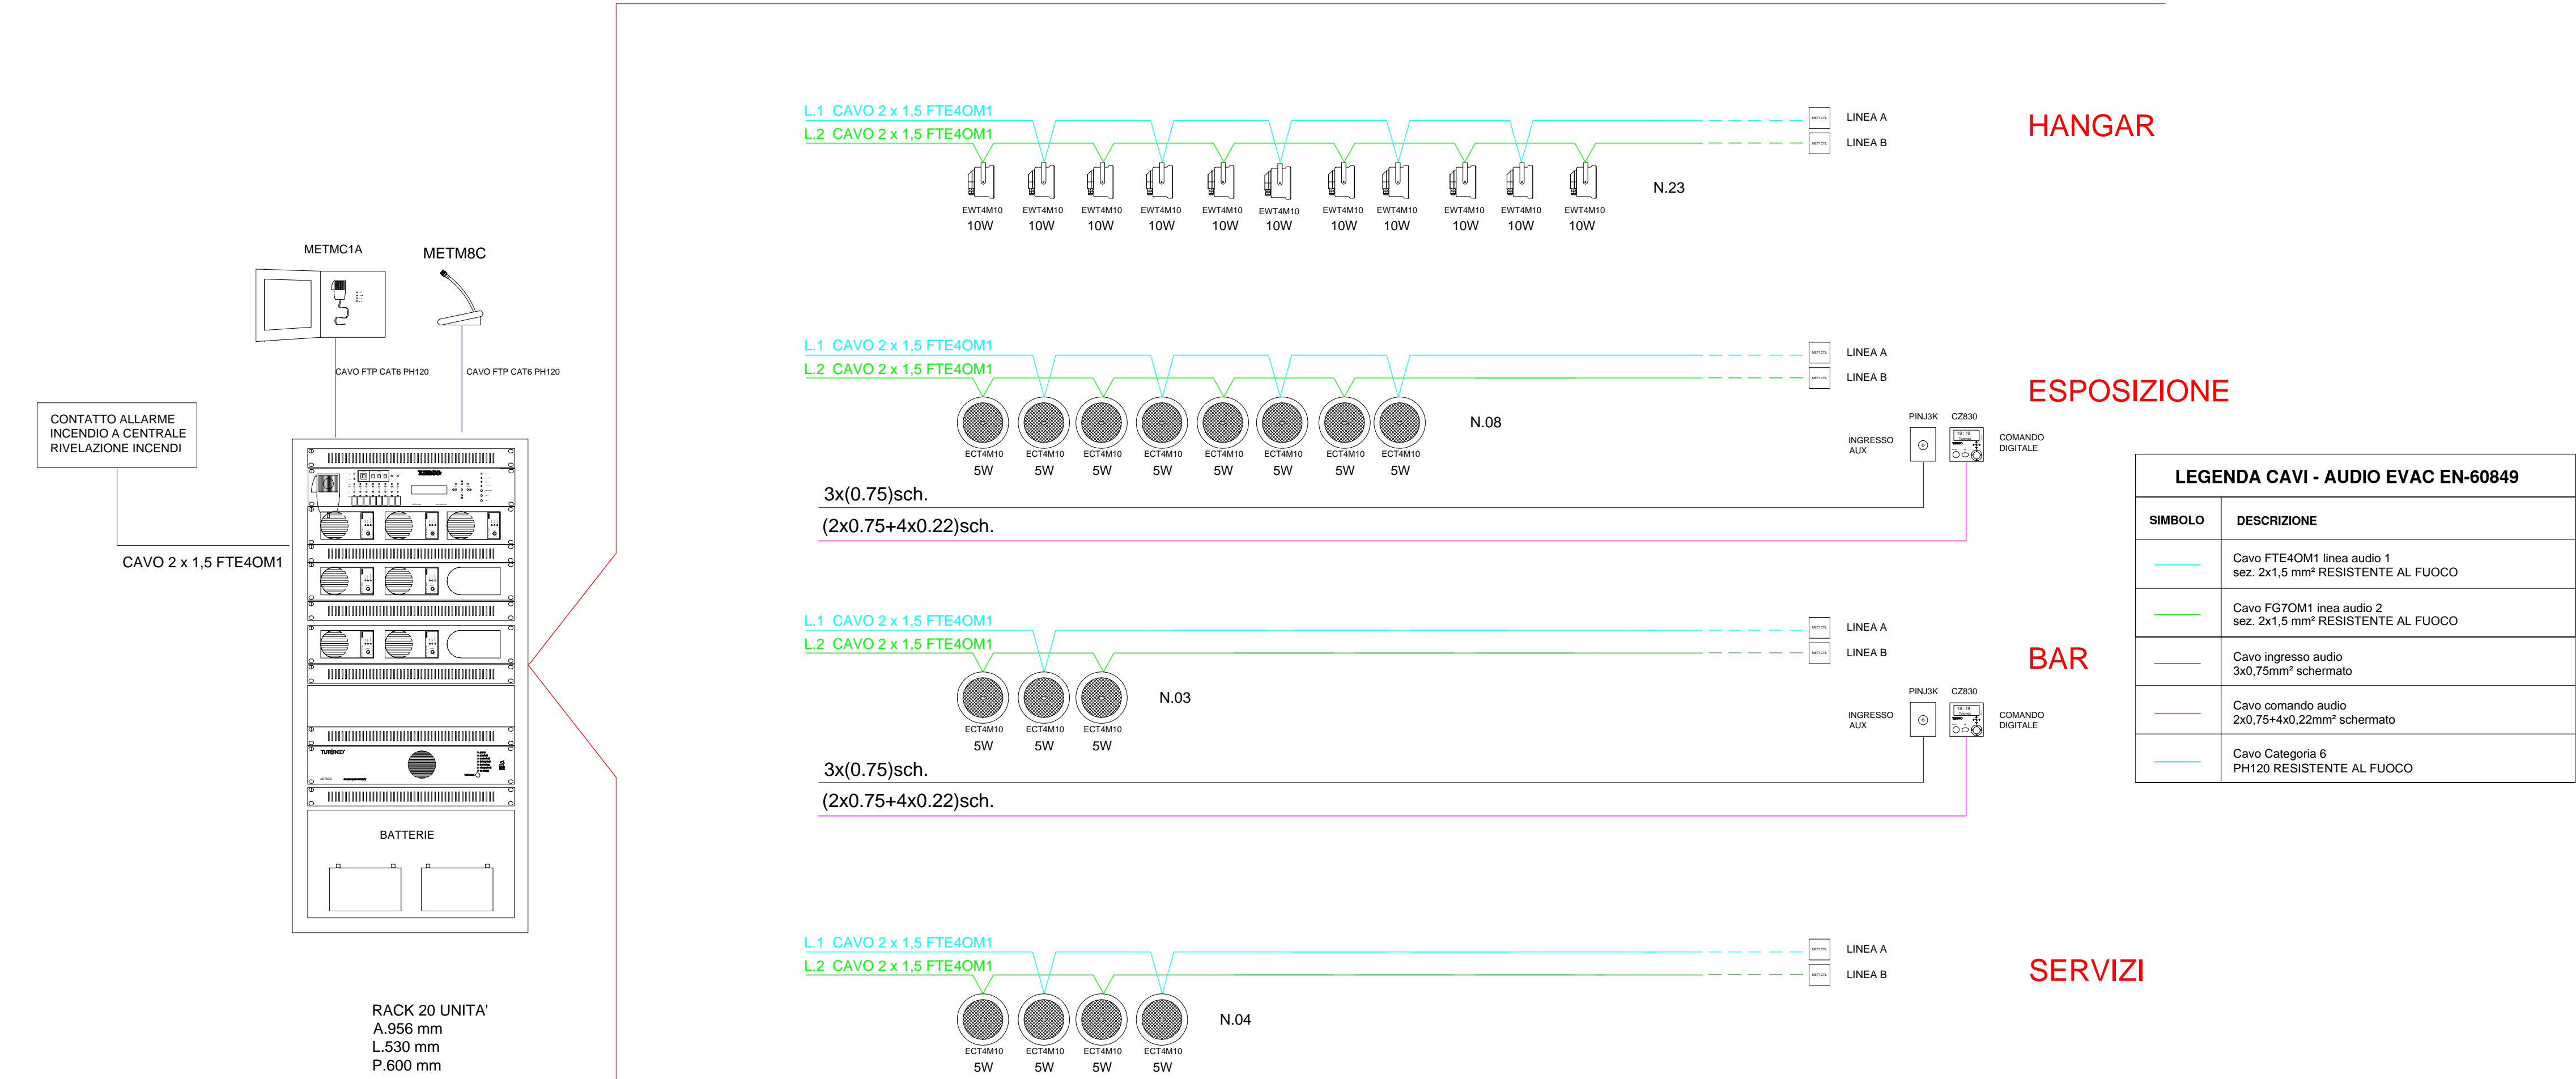 METMC1A
METM8C
CAVO FTP CAT6 PH120
CAVO FTP CAT6 PH120
CONTATTO ALLARME
INCENDIO A CENTRALE
RIVELAZIONE INCENDI
CAVO 2 x 1,5 FTE4OM1
BATTERIE
RACK 20 UNITA'
A.956 mm
L.530 mm
P.600 mm
L.1 CAVO 2 x 1,5 FTE4OM1
L.2 CAVO 2 x 1,5 FTE4OM1
LINEA A
LINEA B
HANGAR
N.23
EWT4M10 EWT4M10 EWT4M10 EWT4M10 EWT4M10 EWT4M10 EWT4M10 EWT4M10 EWT4M10 EWT4M10 EWT4M10
10W 10W 10W 10W 10W 10W 10W 10W 10W 10W 10W
L.1 CAVO 2 x 1,5 FTE4OM1
L.2 CAVO 2 x 1,5 FTE4OM1
LINEA A
LINEA B
ESPOSIZIONE
N.08
ECT4M10 ECT4M10 ECT4M10 ECT4M10 ECT4M10 ECT4M10 ECT4M10 ECT4M10
5W 5W 5W 5W 5W 5W 5W 5W
PINJ3K CZ830
INGRESSO
AUX
COMANDO
DIGITALE
3x(0.75)sch.
(2x0.75+4x0.22)sch.
L.1 CAVO 2 x 1,5 FTE4OM1
L.2 CAVO 2 x 1,5 FTE4OM1
LINEA A
LINEA B
BAR
N.03
ECT4M10 ECT4M10 ECT4M10
5W 5W 5W
PINJ3K CZ830
INGRESSO
AUX
COMANDO
DIGITALE
3x(0.75)sch.
(2x0.75+4x0.22)sch.
L.1 CAVO 2 x 1,5 FTE4OM1
L.2 CAVO 2 x 1,5 FTE4OM1
LINEA A
LINEA B
SERVIZI
N.04
ECT4M10 ECT4M10 ECT4M10 ECT4M10
5W 5W 5W 5W
LEGENDA CAVI - AUDIO EVAC EN-60849
SIMBOLO DESCRIZIONE
Cavo FTE4OM1 linea audio 1
sez. 2x1,5 mm² RESISTENTE AL FUOCO
Cavo FG7OM1 inea audio 2
sez. 2x1,5 mm² RESISTENTE AL FUOCO
Cavo ingresso audio
3x0,75mm² schermato
Cavo comando audio
2x0,75+4x0,22mm² schermato
Cavo Categoria 6
PH120 RESISTENTE AL FUOCO